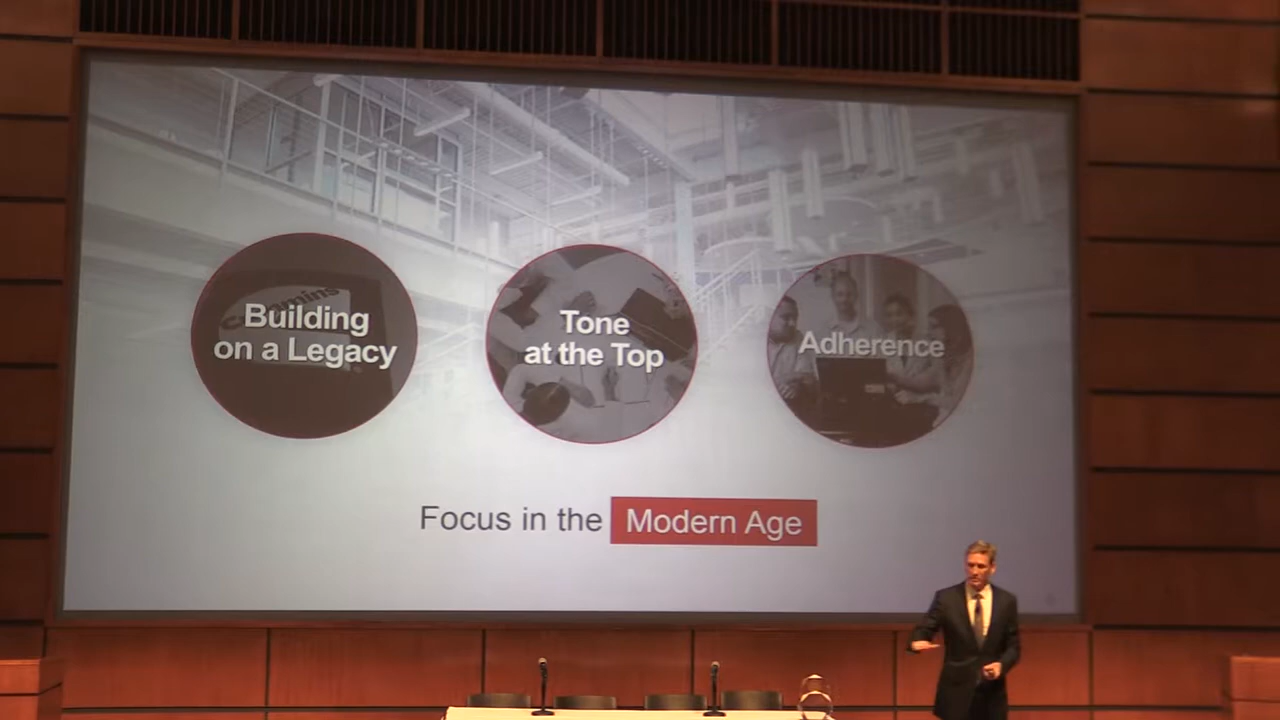 Building
on a Legacy
Tone
at the Top
Adherence
Focus in the Modern Age